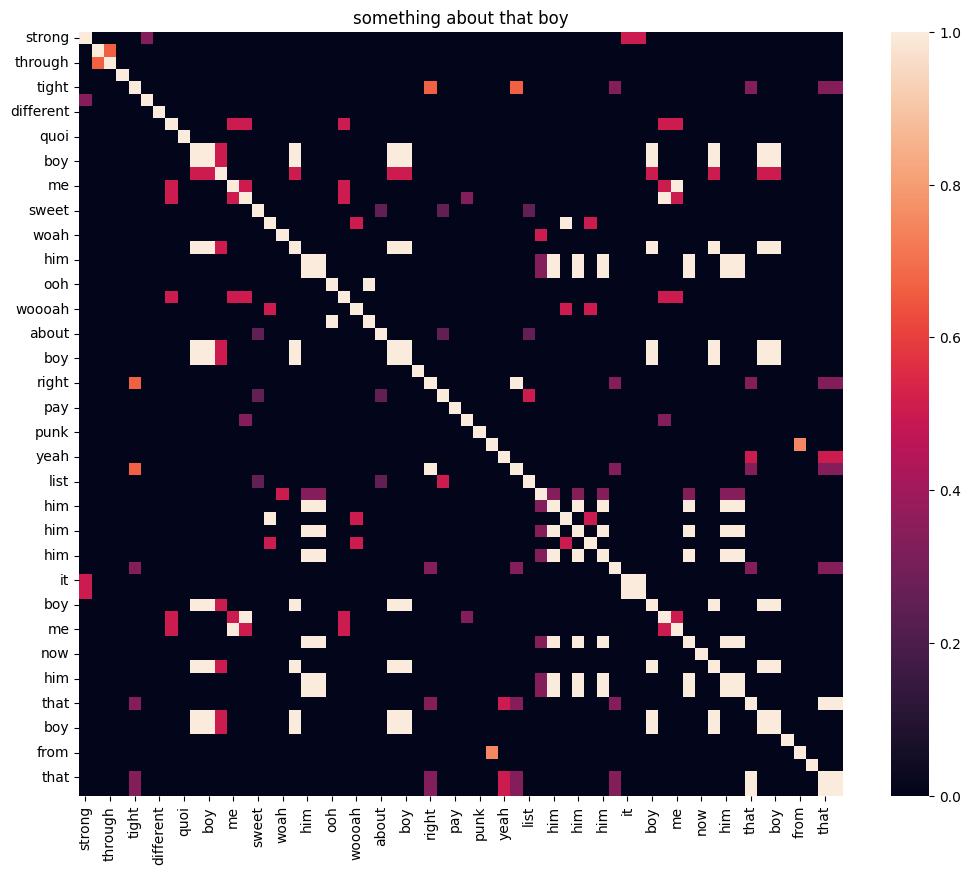 something about that boy
strong
through
tight
different
quoi
boy
me
sweet
woah
him
ooh
woooah
about
boy
right
pay
punk
yeah
list
him
him
him
it
boy
me
now
him
that
boy
from
that
strong
through
tight
different
quoi
boy
me
sweet
woah
him
ooh
woooah
about
boy
right
pay
punk
yeah
list
him
him
him
it
boy
me
now
him
that
boy
from
that
1.0
0.8
0.6
0.4
0.2
0.0